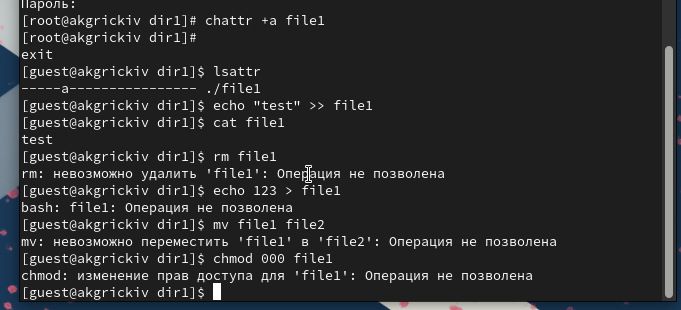 Пароль:
[root@akgrickiv dir1]# chattr +a file1
[root@akgrickiv dir1]#
exit
[guest@akgrickiv dir1]$ lsattr
-----a---------------- ./file1
[guest@akgrickiv dir1]$ echo "test" >> file1
[guest@akgrickiv dir1]$ cat file1
test
[guest@akgrickiv dir1]$ rm file1
rm: невозможно удалить 'file1': Операция не позволена
[guest@akgrickiv dir1]$ echo 123 > file1
bash: file1: Операция не позволена
[guest@akgrickiv dir1]$ mv file1 file2
mv: невозможно переместить 'file1' в 'file2': Операция не позволена
[guest@akgrickiv dir1]$ chmod 000 file1
chmod: изменение прав доступа для 'file1': Операция не позволена
[guest@akgrickiv dir1]$